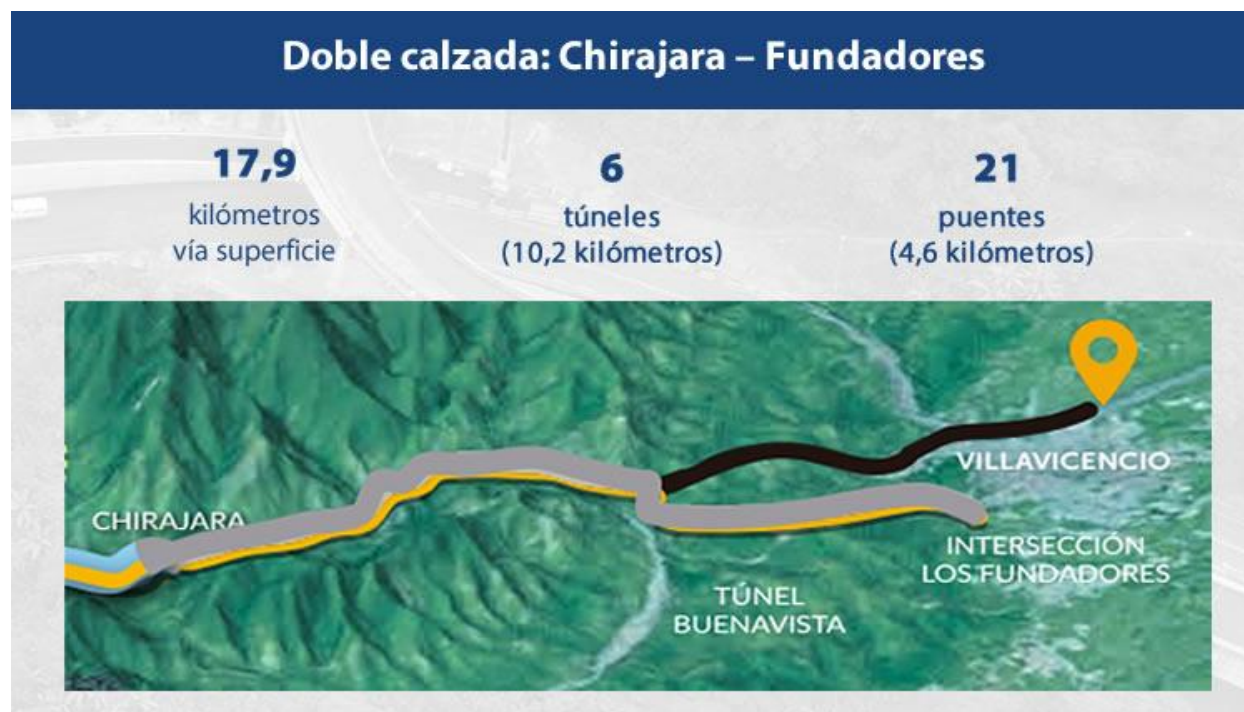 Doble calzada: Chirajara – Fundadores
17,9
kilómetros
vía superficie
6
túneles
(10,2 kilómetros)
21
puentes
(4,6 kilómetros)
CHIRAJARA
VILLAVICENCIO
INTERSECCIÓN
LOS FUNDADORES
TÚNEL
BUENAVISTA